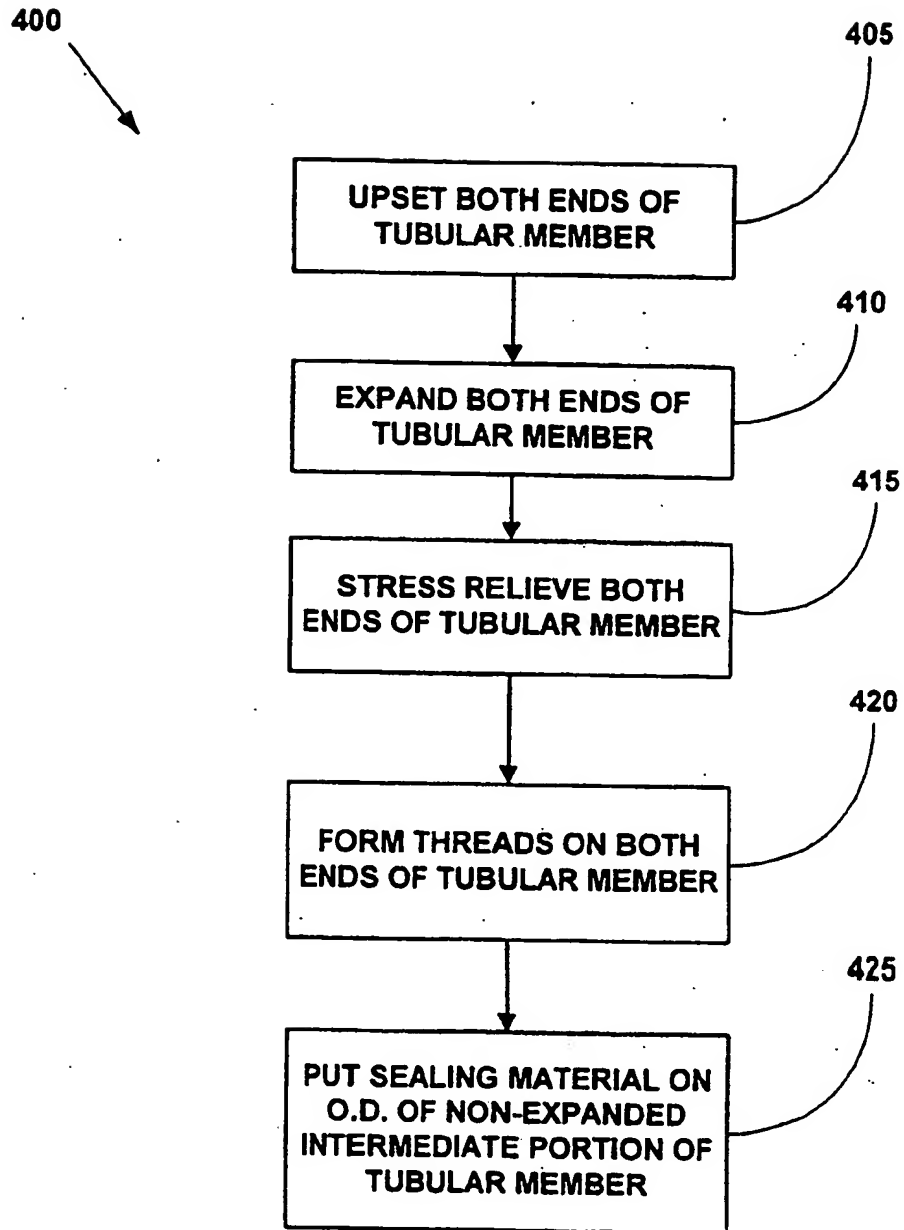 400
405
UPSET BOTH ENDS OF
TUBULAR MEMBER
410
EXPAND BOTH ENDS OF
TUBULAR MEMBER
415
STRESS RELIEVE BOTH
ENDS OF TUBULAR MEMBER
420
FORM THREADS ON BOTH
ENDS OF TUBULAR MEMBER
425
PUT SEALING MATERIAL ON
O.D. OF NON-EXPANDED
INTERMEDIATE PORTION OF
TUBULAR MEMBER